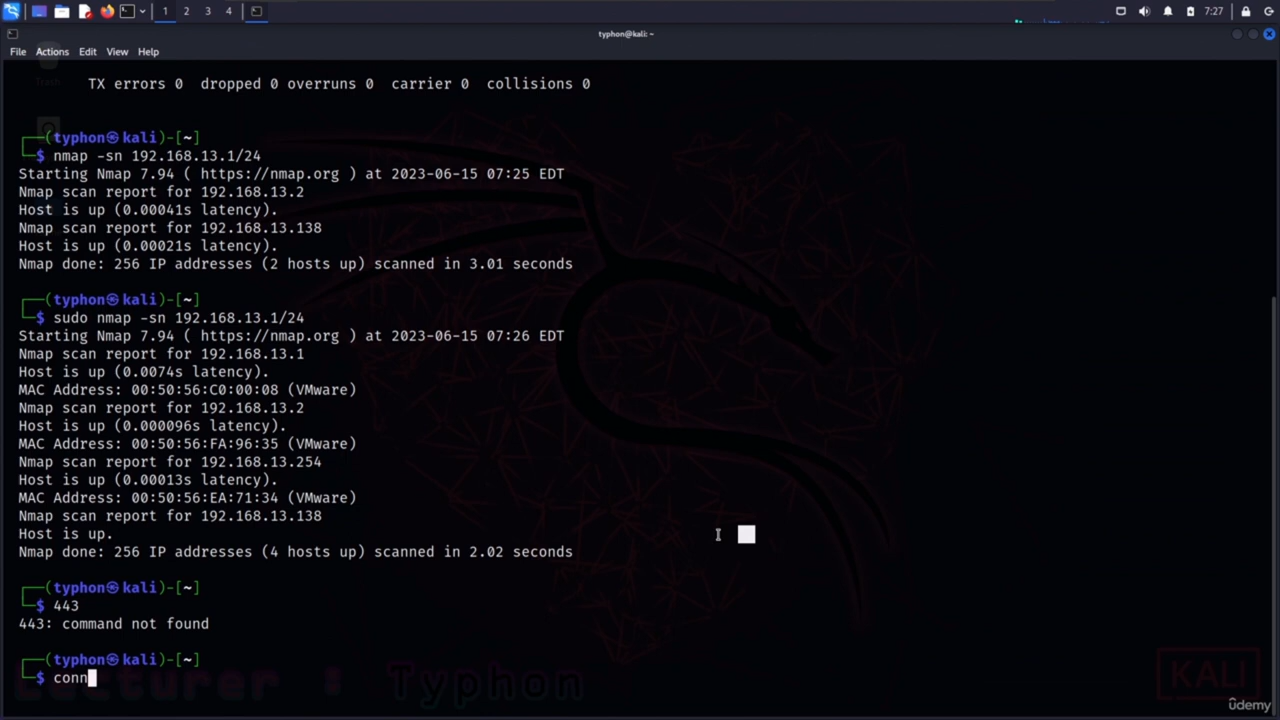 1 2 3 4 7:27
typhon@kali: ~
File Actions Edit View Help
TX errors 0 dropped 0 overruns 0 carrier 0 collisions 0
(typhon㉿kali)-[~]
$ nmap -sn 192.168.13.1/24
Starting Nmap 7.94 ( https://nmap.org ) at 2023-06-15 07:25 EDT
Nmap scan report for 192.168.13.2
Host is up (0.00041s latency).
Nmap scan report for 192.168.13.138
Host is up (0.00021s latency).
Nmap done: 256 IP addresses (2 hosts up) scanned in 3.01 seconds
(typhon㉿kali)-[~]
$ sudo nmap -sn 192.168.13.1/24
Starting Nmap 7.94 ( https://nmap.org ) at 2023-06-15 07:26 EDT
Nmap scan report for 192.168.13.1
Host is up (0.0074s latency).
MAC Address: 00:50:56:C0:00:08 (VMware)
Nmap scan report for 192.168.13.2
Host is up (0.000096s latency).
MAC Address: 00:50:56:FA:96:35 (VMware)
Nmap scan report for 192.168.13.254
Host is up (0.00013s latency).
MAC Address: 00:50:56:EA:71:34 (VMware)
Nmap scan report for 192.168.13.138
Host is up.
Nmap done: 256 IP addresses (4 hosts up) scanned in 2.02 seconds
(typhon㉿kali)-[~]
$ 443
443: command not found
(typhon㉿kali)-[~]
$ conn
Lecturer : Typhon
KALI
ûdemy
Trash